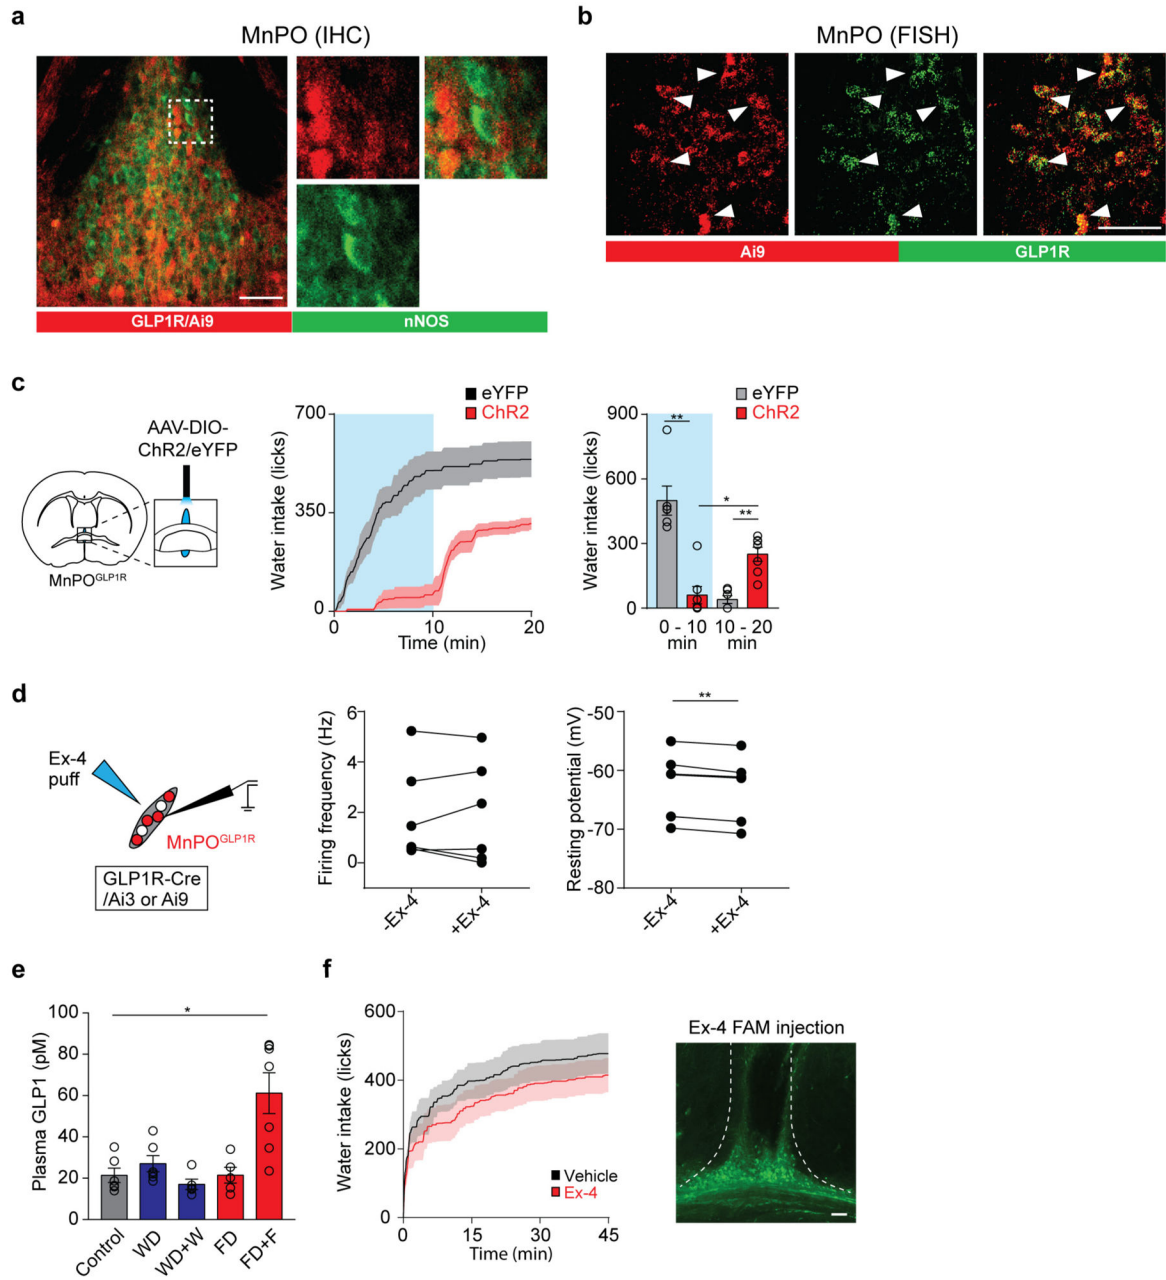 a
MnPO (IHC)
GLP1R/Ai9
nNOS
b
MnPO (FISH)
Ai9
GLP1R
c
AAV-DIO-
ChR2/eYFP
MnPO^GLP1R
eYFP
ChR2
Water intake (licks)
700
350
0
0
10
20
Time (min)
eYFP
ChR2
Water intake (licks)
900
600
300
0
**
*
**
0 - 10
min
10 - 20
min
d
Ex-4
puff
MnPO^GLP1R
GLP1R-Cre
/Ai3 or Ai9
Firing frequency (Hz)
6
4
2
0
-Ex-4
+Ex-4
Resting potential (mV)
-50
-60
-70
-80
**
-Ex-4
+Ex-4
e
Plasma GLP1 (pM)
100
80
60
40
20
0
*
Control
WD
WD+W
FD
FD+F
f
Water intake (licks)
600
400
200
0
Vehicle
Ex-4
0
15
30
45
Time (min)
Ex-4 FAM injection